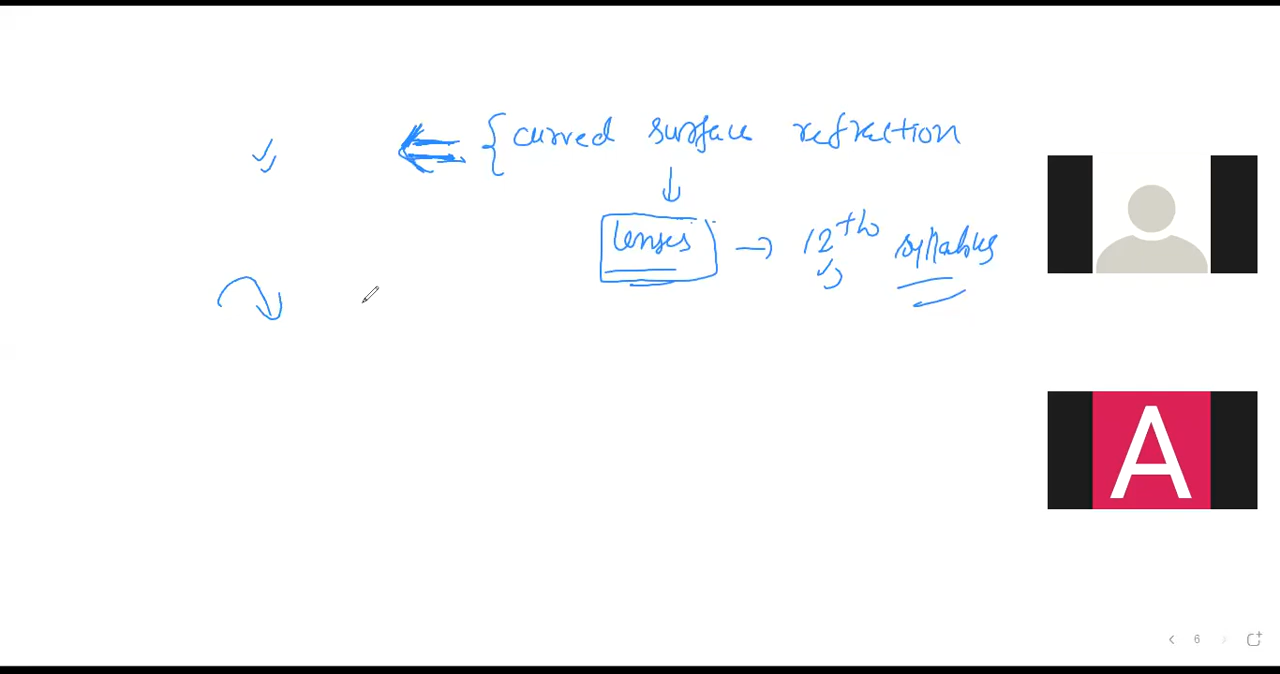 {curved surface refraction
lenses → 12th syllabus
A
6